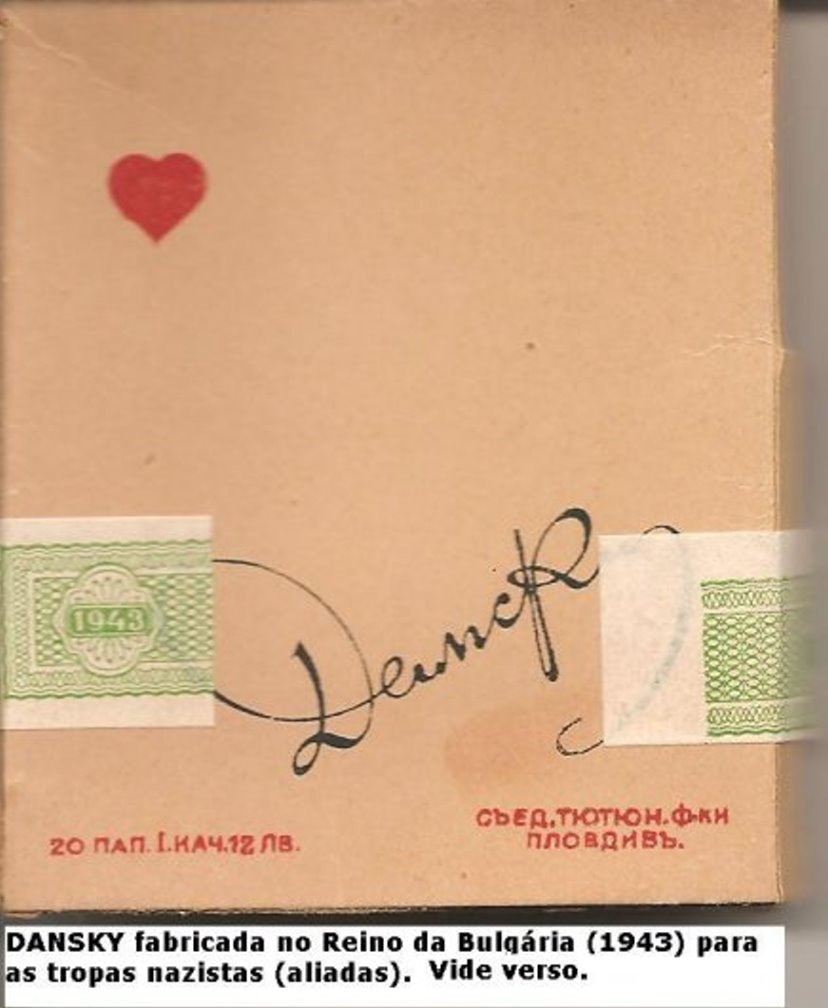 1943
20 ПАП. I. КАЧ. 12 ЛВ.
СЪЕД. ТЮТЮН. Ф-КИ
ПЛОВДИВЪ.
DANSKY fabricada no Reino da Bulgária (1943) para
as tropas nazistas (aliadas). Vide verso.